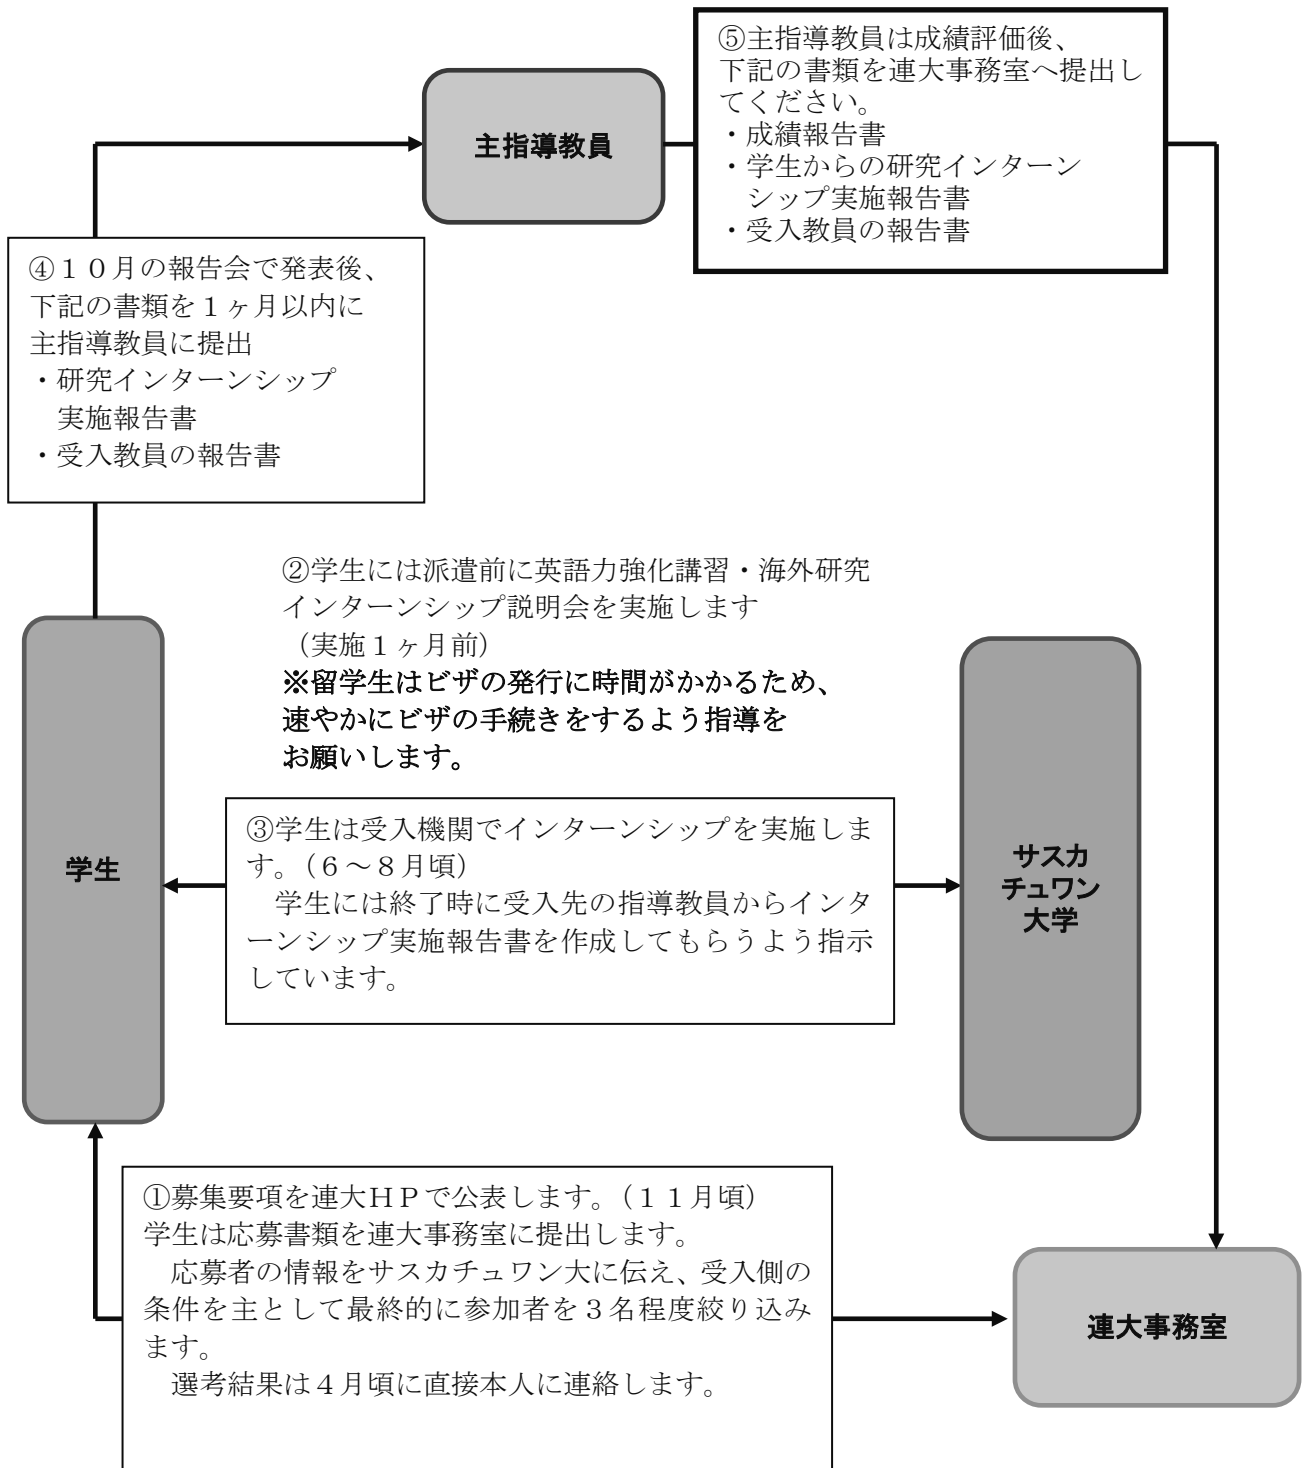 ⑤主指導教員は成績評価後、
下記の書類を連大事務室へ提出し
てください。
・成績報告書
・学生からの研究インターン
シップ実施報告書
・受入教員の報告書
主指導教員
④１０月の報告会で発表後、
下記の書類を１ヶ月以内に
主指導教員に提出
・研究インターンシップ
実施報告書
・受入教員の報告書
②学生には派遣前に英語力強化講習・海外研究
インターンシップ説明会を実施します
（実施１ヶ月前）
※留学生はビザの発行に時間がかかるため、
速やかにビザの手続きをするよう指導を
お願いします。
③学生は受入機関でインターンシップを実施しま
す。（６～８月頃）
学生には終了時に受入先の指導教員からインタ
ーンシップ実施報告書を作成してもらうよう指示
しています。
学生
サスカ
チュワン
大学
①募集要項を連大ＨＰで公表します。（１１月頃）
学生は応募書類を連大事務室に提出します。
応募者の情報をサスカチュワン大に伝え、受入側の
条件を主として最終的に参加者を３名程度絞り込み
ます。
選考結果は４月頃に直接本人に連絡します。
連大事務室